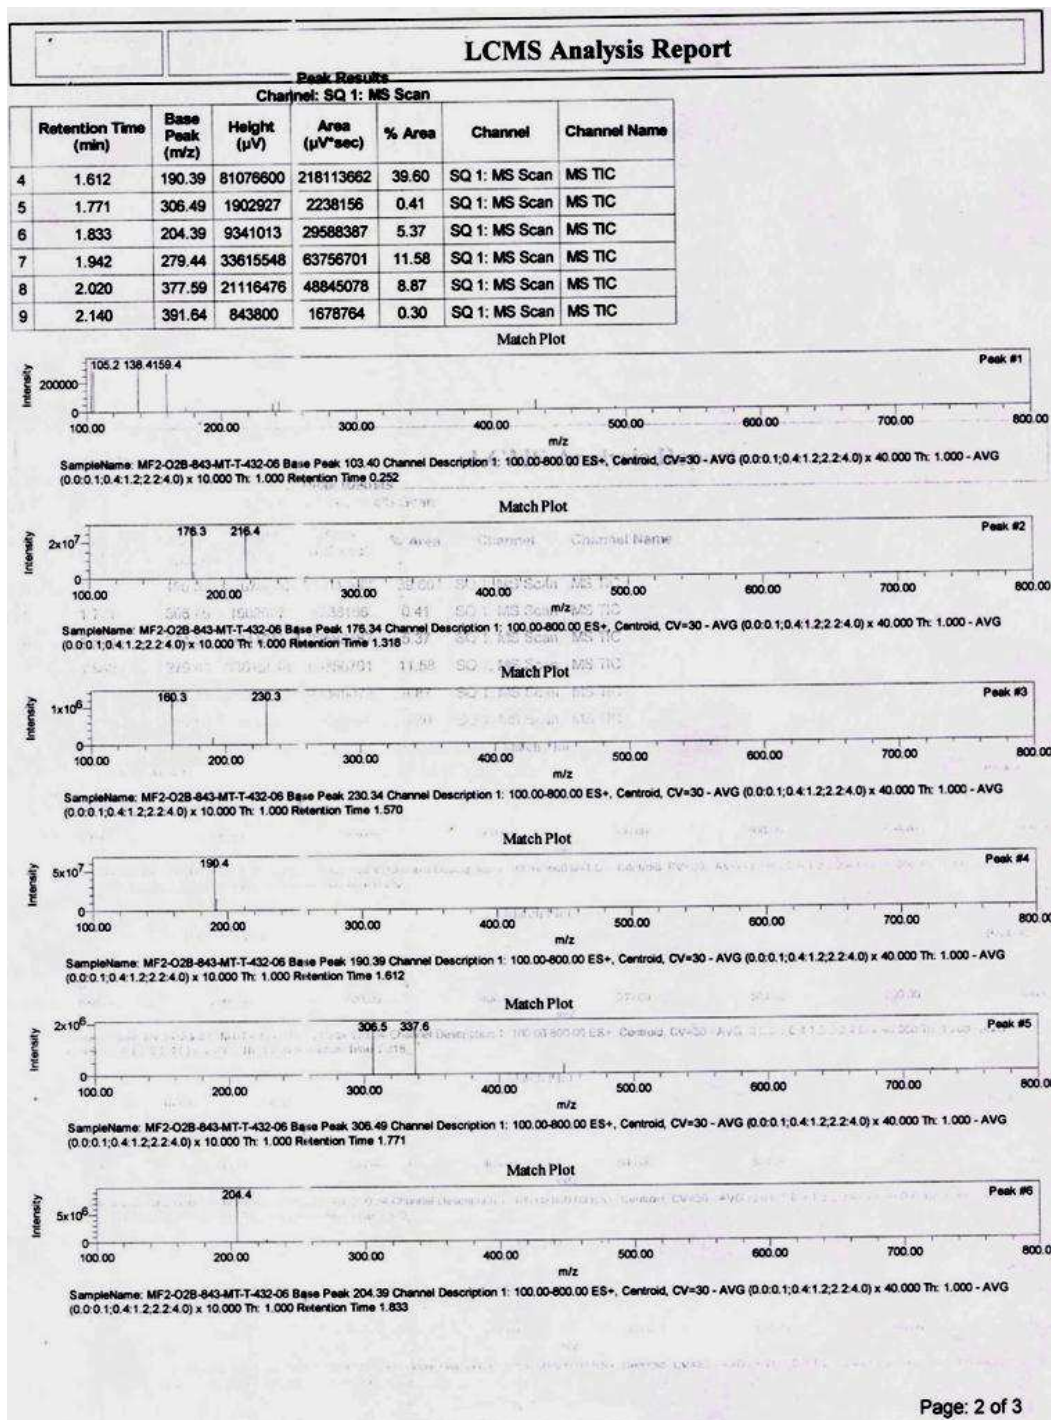 LCMS Analysis Report
Peak Results
Channel: SQ 1: MS Scan
Retention Time (min) Base Peak (m/z) Height (µV) Area (µV*sec) % Area Channel Channel Name
4 1.612 190.39 81076600 218113662 39.60 SQ 1: MS Scan MS TIC
5 1.771 306.49 1902927 2238156 0.41 SQ 1: MS Scan MS TIC
6 1.833 204.39 9341013 29588387 5.37 SQ 1: MS Scan MS TIC
7 1.942 279.44 33615548 63756701 11.58 SQ 1: MS Scan MS TIC
8 2.020 377.59 21116476 48845078 8.87 SQ 1: MS Scan MS TIC
9 2.140 391.64 843800 1678764 0.30 SQ 1: MS Scan MS TIC
Match Plot
105.2 138.4159.4 Peak #1
Intensity
200000
0
100.00 200.00 300.00 400.00 500.00 600.00 700.00 800.00
m/z
SampleName: MF2-O2B-843-MT-T-432-06 Base Peak 103.40 Channel Description 1: 100.00-800.00 ES+, Centroid, CV=30 - AVG (0.0:0.1;0.4:1.2;2.2:4.0) x 40.000 Th: 1.000 - AVG
(0.0:0.1;0.4:1.2;2.2:4.0) x 10.000 Th: 1.000 Retention Time 0.252
Match Plot
176.3 216.4 Peak #2
Intensity
2x10⁷
0
100.00 200.00 300.00 400.00 500.00 600.00 700.00 800.00
m/z
SampleName: MF2-O2B-843-MT-T-432-06 Base Peak 176.34 Channel Description 1: 100.00-800.00 ES+, Centroid, CV=30 - AVG (0.0:0.1;0.4:1.2;2.2:4.0) x 40.000 Th: 1.000 - AVG
(0.0:0.1;0.4:1.2;2.2:4.0) x 10.000 Th: 1.000 Retention Time 1.318
Match Plot
160.3 230.3 Peak #3
Intensity
1x10⁶
0
100.00 200.00 300.00 400.00 500.00 600.00 700.00 800.00
m/z
SampleName: MF2-O2B-843-MT-T-432-06 Base Peak 230.34 Channel Description 1: 100.00-800.00 ES+, Centroid, CV=30 - AVG (0.0:0.1;0.4:1.2;2.2:4.0) x 40.000 Th: 1.000 - AVG
(0.0:0.1;0.4:1.2;2.2:4.0) x 10.000 Th: 1.000 Retention Time 1.570
Match Plot
190.4 Peak #4
Intensity
5x10⁷
0
100.00 200.00 300.00 400.00 500.00 600.00 700.00 800.00
m/z
SampleName: MF2-O2B-843-MT-T-432-06 Base Peak 190.39 Channel Description 1: 100.00-800.00 ES+, Centroid, CV=30 - AVG (0.0:0.1;0.4:1.2;2.2:4.0) x 40.000 Th: 1.000 - AVG
(0.0:0.1;0.4:1.2;2.2:4.0) x 10.000 Th: 1.000 Retention Time 1.612
Match Plot
306.5 337.6 Peak #5
Intensity
2x10⁶
0
100.00 200.00 300.00 400.00 500.00 600.00 700.00 800.00
m/z
SampleName: MF2-O2B-843-MT-T-432-06 Base Peak 306.49 Channel Description 1: 100.00-800.00 ES+, Centroid, CV=30 - AVG (0.0:0.1;0.4:1.2;2.2:4.0) x 40.000 Th: 1.000 - AVG
(0.0:0.1;0.4:1.2;2.2:4.0) x 10.000 Th: 1.000 Retention Time 1.771
Match Plot
204.4 Peak #6
Intensity
5x10⁶
0
100.00 200.00 300.00 400.00 500.00 600.00 700.00 800.00
m/z
SampleName: MF2-O2B-843-MT-T-432-06 Base Peak 204.39 Channel Description 1: 100.00-800.00 ES+, Centroid, CV=30 - AVG (0.0:0.1;0.4:1.2;2.2:4.0) x 40.000 Th: 1.000 - AVG
(0.0:0.1;0.4:1.2;2.2:4.0) x 10.000 Th: 1.000 Retention Time 1.833
Page: 2 of 3